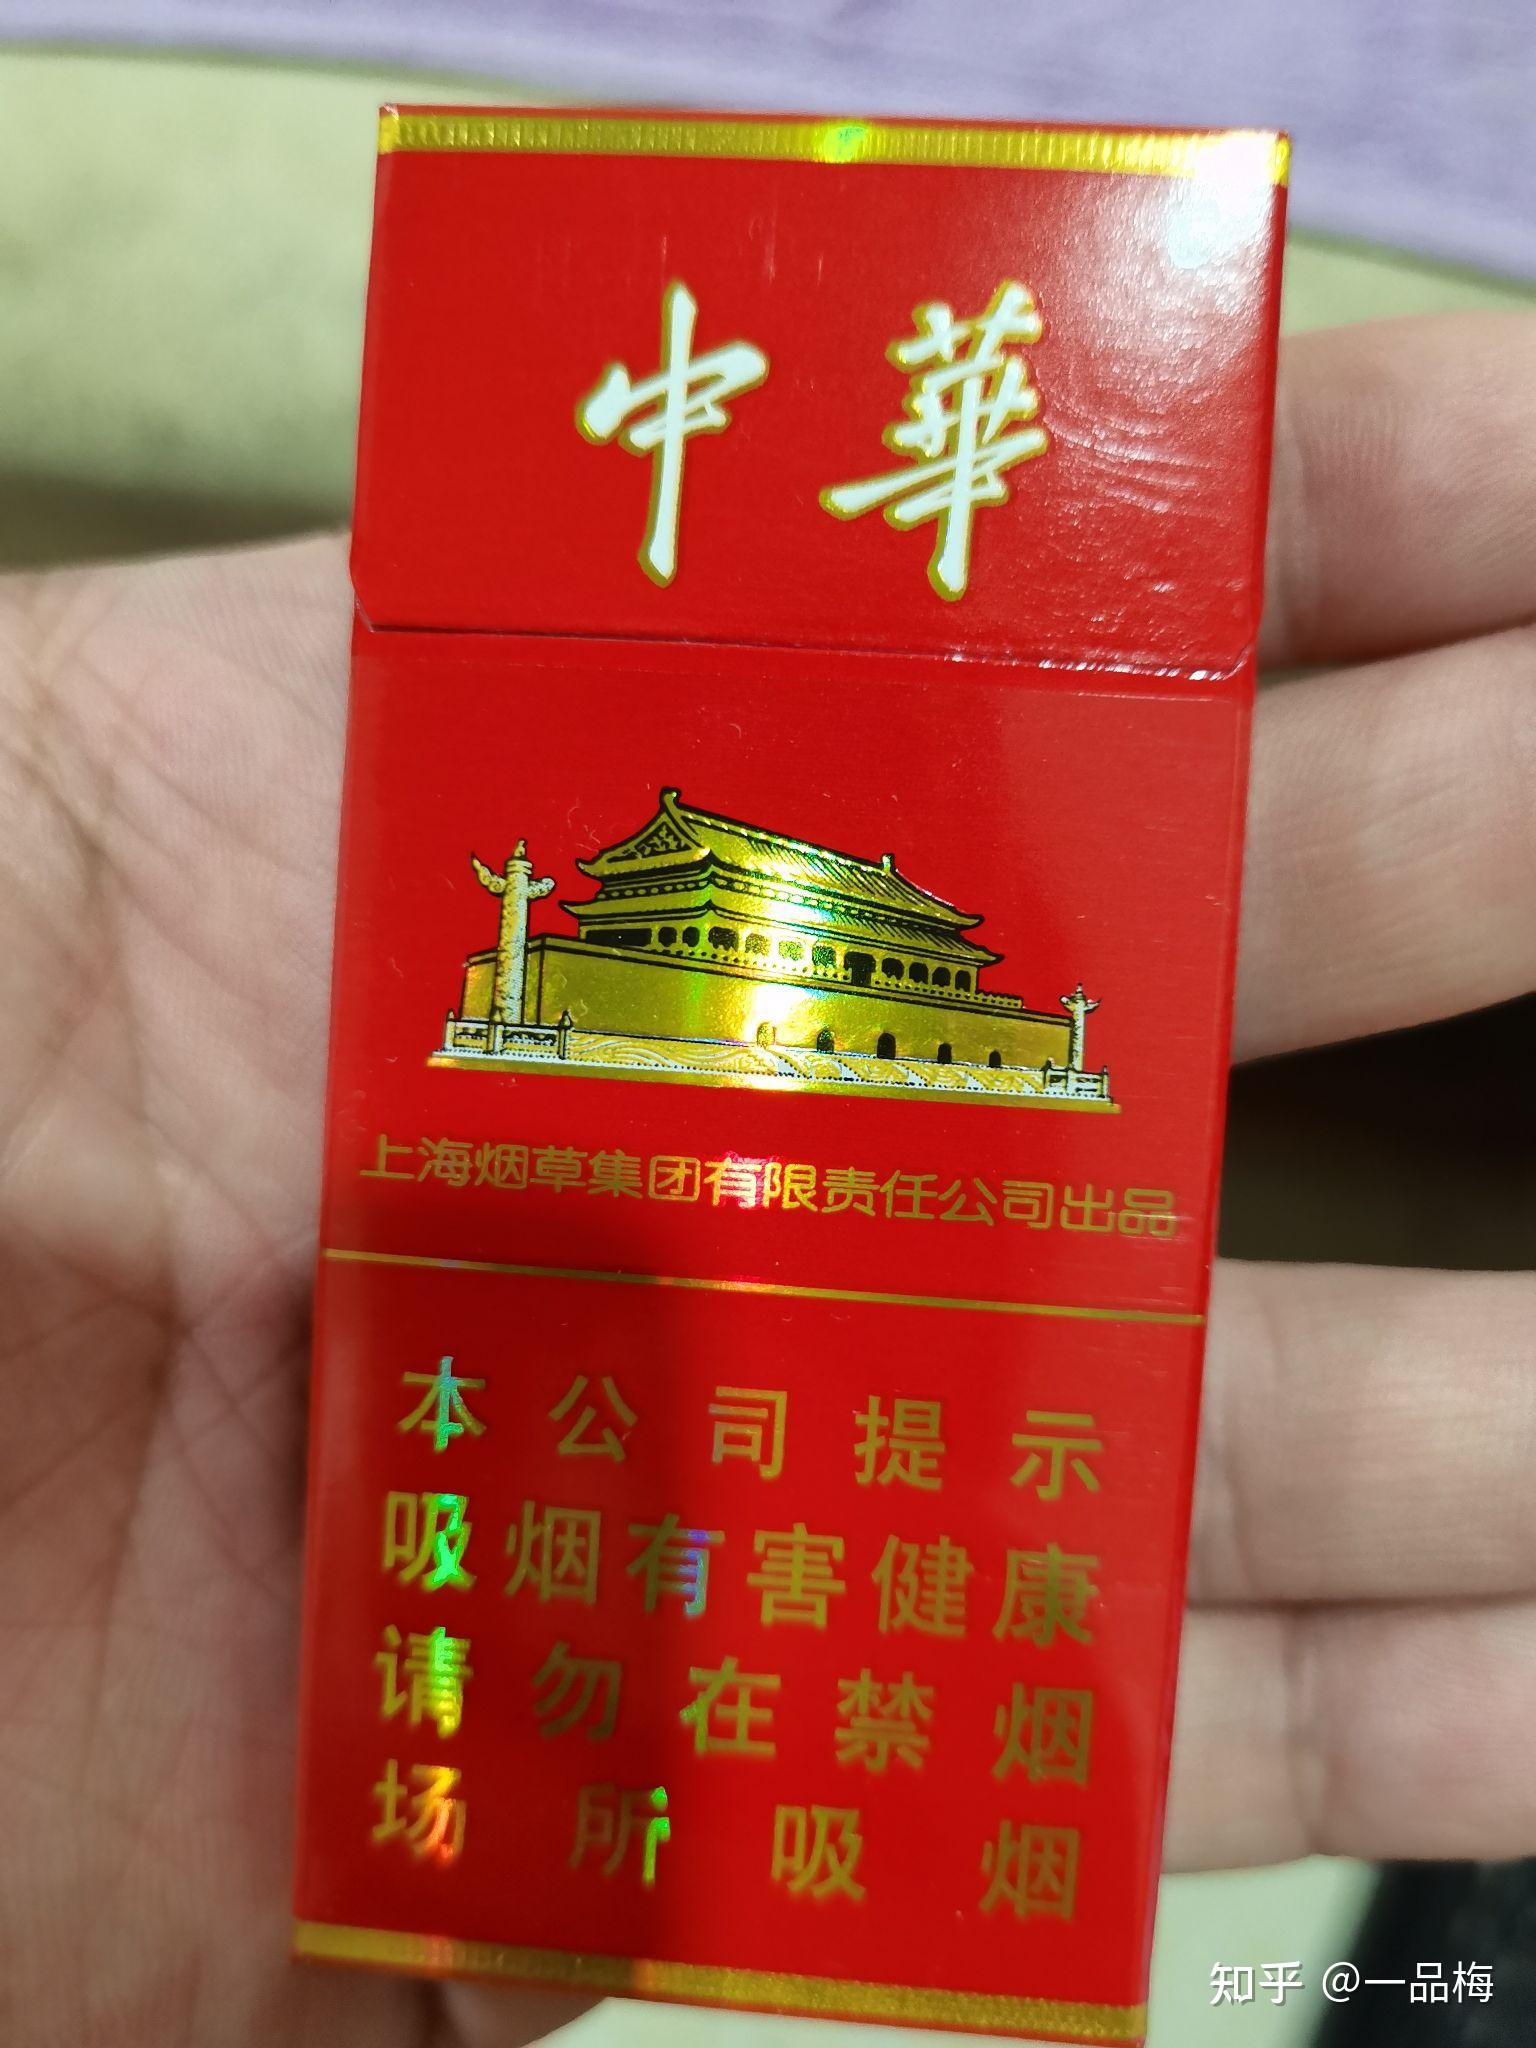 中華
上海烟草集团有限责任公司出品
本公司提示
吸烟有害健康
请勿在禁烟
场所吸烟
知乎 @一品梅